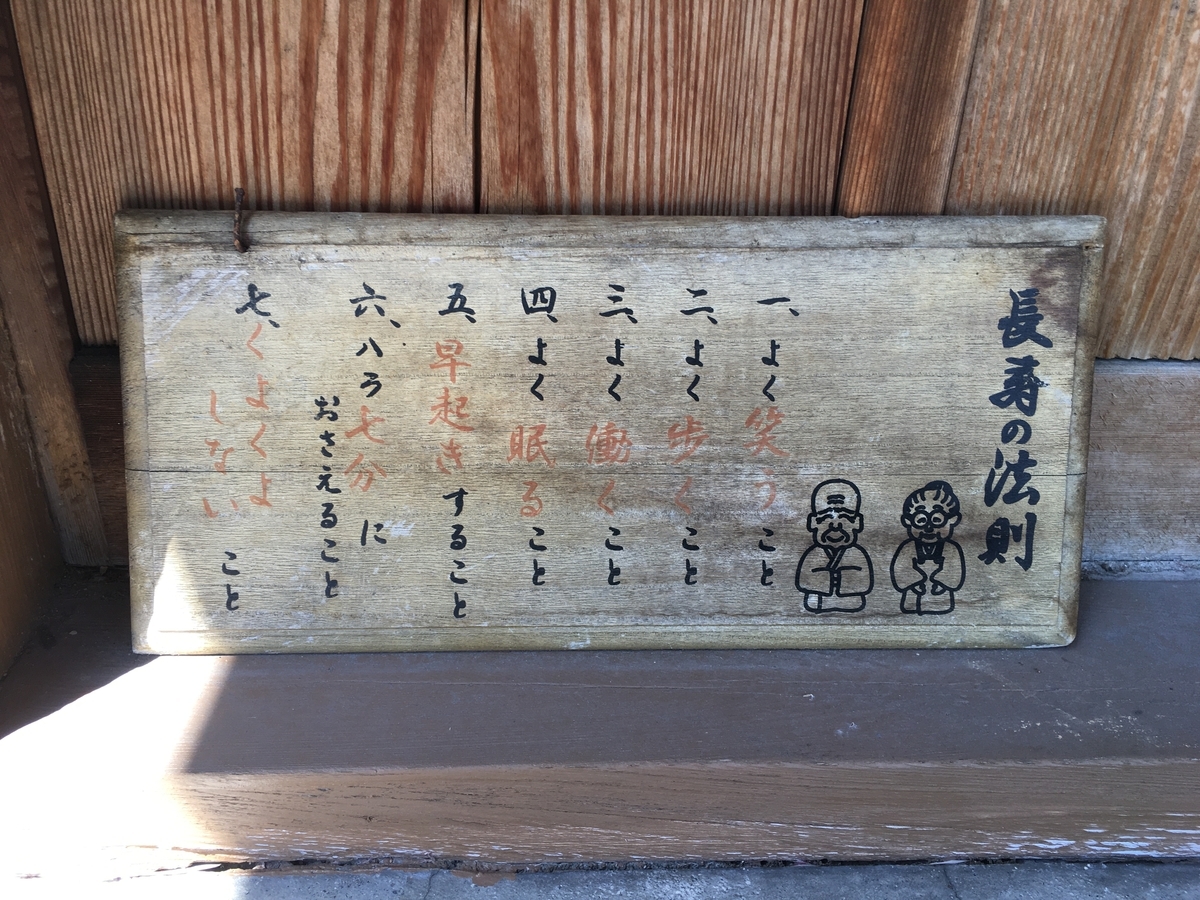 長寿の法則
一、よく笑うこと
二、よく歩くこと
三、よく働くこと
四、よく眠ること
五、早起きすること
六、ハラ七分に
おさえること
七、くよくよ
しないこと